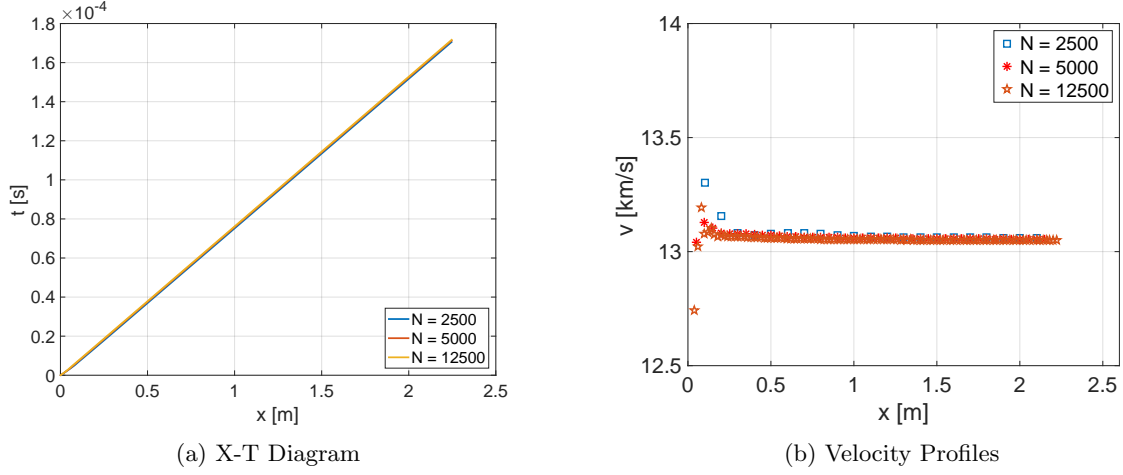 ×10⁻⁴
1.8
1.6
1.4
1.2
1
0.8
0.6
0.4
0.2
0
t [s]
0 0.5 1 1.5 2 2.5
x [m]
N = 2500
N = 5000
N = 12500
(a) X-T Diagram
14
13.5
13
12.5
v [km/s]
0 0.5 1 1.5 2 2.5
x [m]
N = 2500
N = 5000
N = 12500
(b) Velocity Profiles